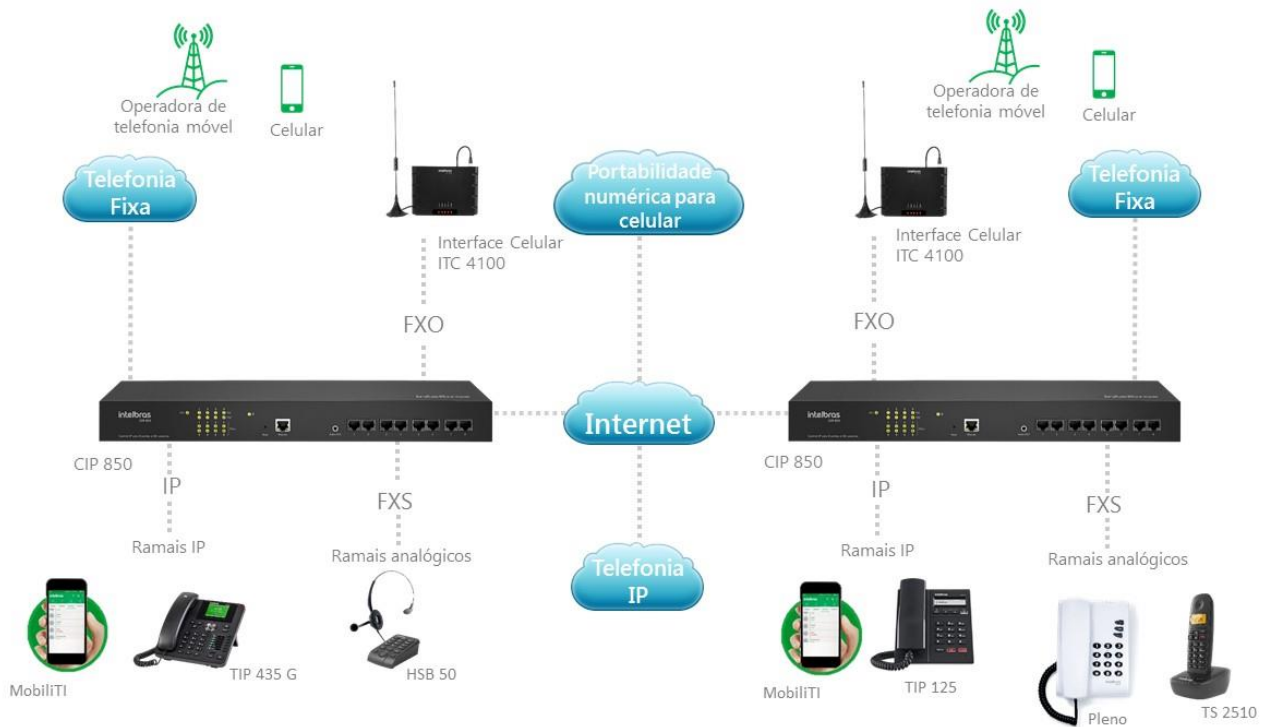 Operadora de
telefonia móvel
Celular
Operadora de
telefonia móvel
Celular
Telefonia
Fixa
Portabilidade
numérica para
celular
Telefonia
Fixa
Interface Celular
ITC 4100
Interface Celular
ITC 4100
FXO
FXO
intelbras
Internet
intelbras
CIP 850
CIP 850
IP
FXS
IP
FXS
Ramais IP
Ramais analógicos
Telefonia
IP
Ramais IP
Ramais analógicos
MobiliTI
TIP 435 G
HSB 50
MobiliTI
TIP 125
Pleno
TS 2510